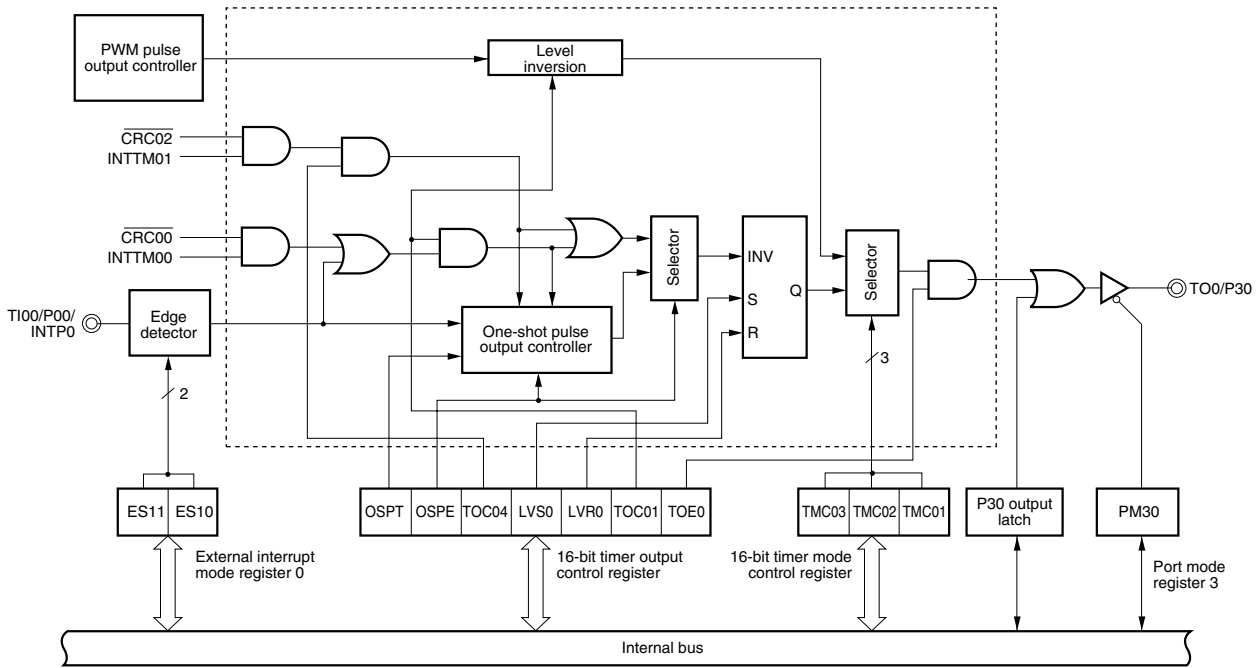 PWM pulse
output controller
Level
inversion
CRC02
INTTM01
CRC00
INTTM00
TI00/P00/
INTP0
Edge
detector
2
One-shot pulse
output controller
Selector
INV
S
R
Q
Selector
3
TO0/P30
ES11 ES10
OSPT OSPE TOC04 LVS0 LVR0 TOC01 TOE0
TMC03 TMC02 TMC01
P30 output
latch
PM30
External interrupt
mode register 0
16-bit timer output
control register
16-bit timer mode
control register
Port mode
register 3
Internal bus